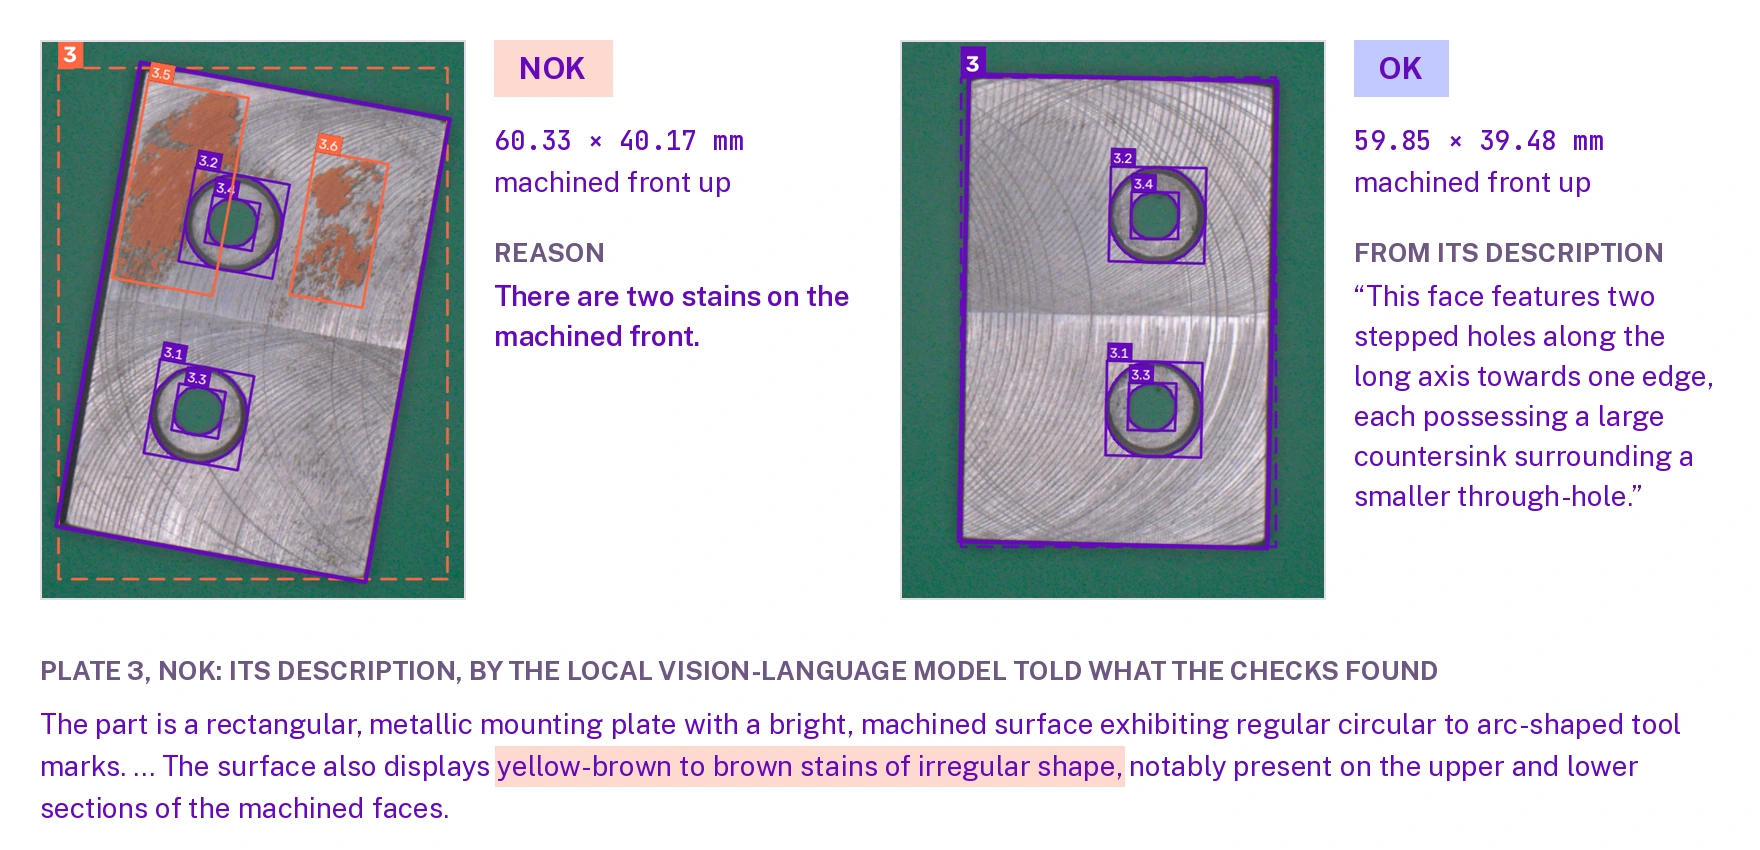 3
3.5
3.6
3.2
3.4
3.1
3.3
NOK
60.33 × 40.17 mm
machined front up
REASON
There are two stains on the
machined front.
3
3.2
3.4
3.1
3.3
OK
59.85 × 39.48 mm
machined front up
FROM ITS DESCRIPTION
“This face features two
stepped holes along the
long axis towards one edge,
each possessing a large
countersink surrounding a
smaller through-hole.”
PLATE 3, NOK: ITS DESCRIPTION, BY THE LOCAL VISION-LANGUAGE MODEL TOLD WHAT THE CHECKS FOUND
The part is a rectangular, metallic mounting plate with a bright, machined surface exhibiting regular circular to arc-shaped tool
marks. ... The surface also displays yellow-brown to brown stains of irregular shape, notably present on the upper and lower
sections of the machined faces.